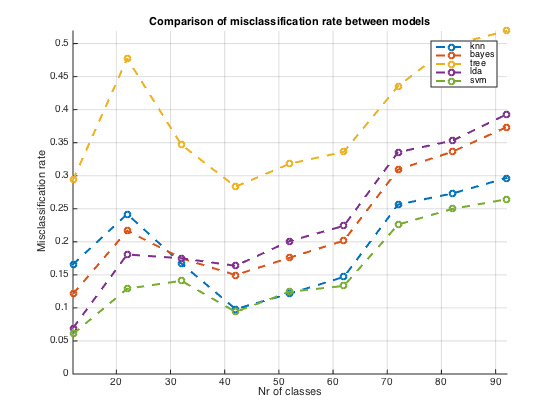 Comparison of misclassification rate between models
knn
bayes
tree
lda
svm
Misclassification rate
0.5
0.45
0.4
0.35
0.3
0.25
0.2
0.15
0.1
0.05
0
20 30 40 50 60 70 80 90
Nr of classes